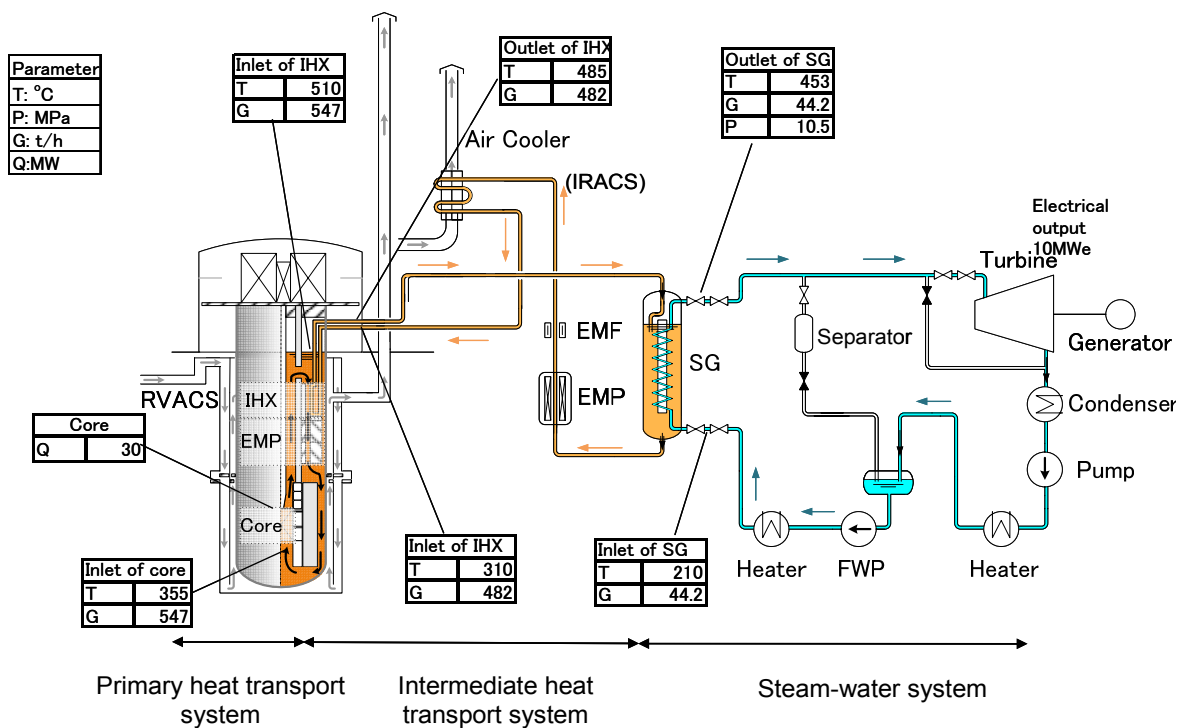 Parameter
T: °C
P: MPa
G: t/h
Q:MW
Inlet of IHX
T 510
G 547
Outlet of IHX
T 485
G 482
Outlet of SG
T 453
G 44.2
P 10.5
Air Cooler
(IRACS)
Electrical
output
10MWe
Turbine
Generator
Separator
EMF
SG
EMP
Condenser
Pump
RVACS
IHX
EMP
Core
Core
Q 30
Inlet of core
T 355
G 547
Inlet of IHX
T 310
G 482
Inlet of SG
T 210
G 44.2
Heater
FWP
Heater
Primary heat transport
system
Intermediate heat
transport system
Steam-water system